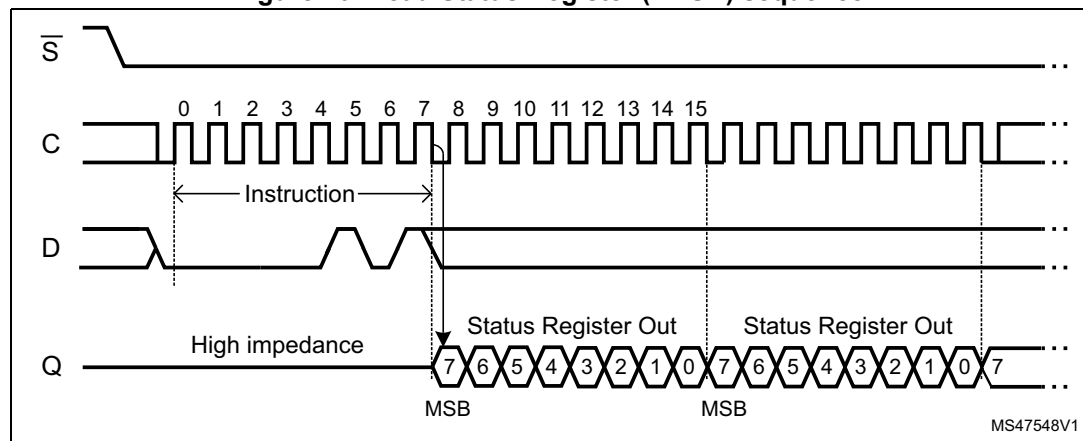 S
0 1 2 3 4 5 6 7 8 9 10 11 12 13 14 15
C
Instruction
D
Status Register Out Status Register Out
High impedance
Q
7 6 5 4 3 2 1 0 7 6 5 4 3 2 1 0 7
MSB MSB
MS47548V1